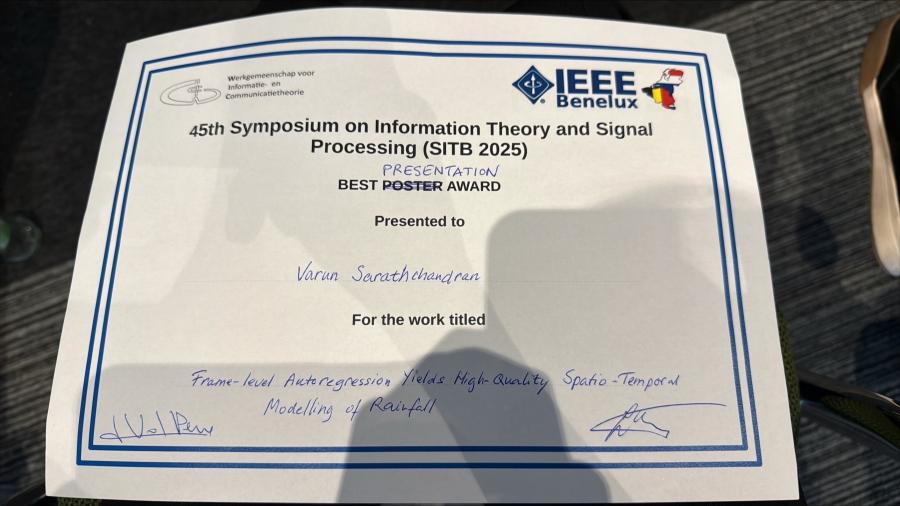 Werkgemeenschap voor
Informatie- en
Communicatietheorie
IEEE
Benelux
45th Symposium on Information Theory and Signal
Processing (SITB 2025)
PRESENTATION
BEST POSTER AWARD
Presented to
Varun Sarathchandran
For the work titled
Frame-level Autoregression Yields High-Quality Spatio-Temporal
Modelling of Rainfall